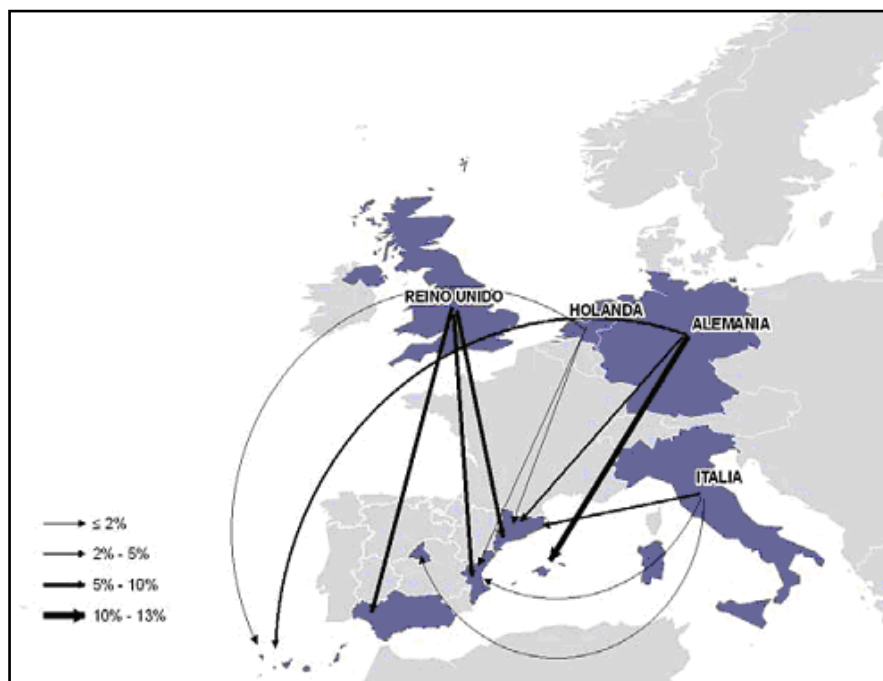 REINO UNIDO
HOLANDA
ALEMANIA
ITALIA
≤ 2%
2% - 5%
5% - 10%
10% - 13%